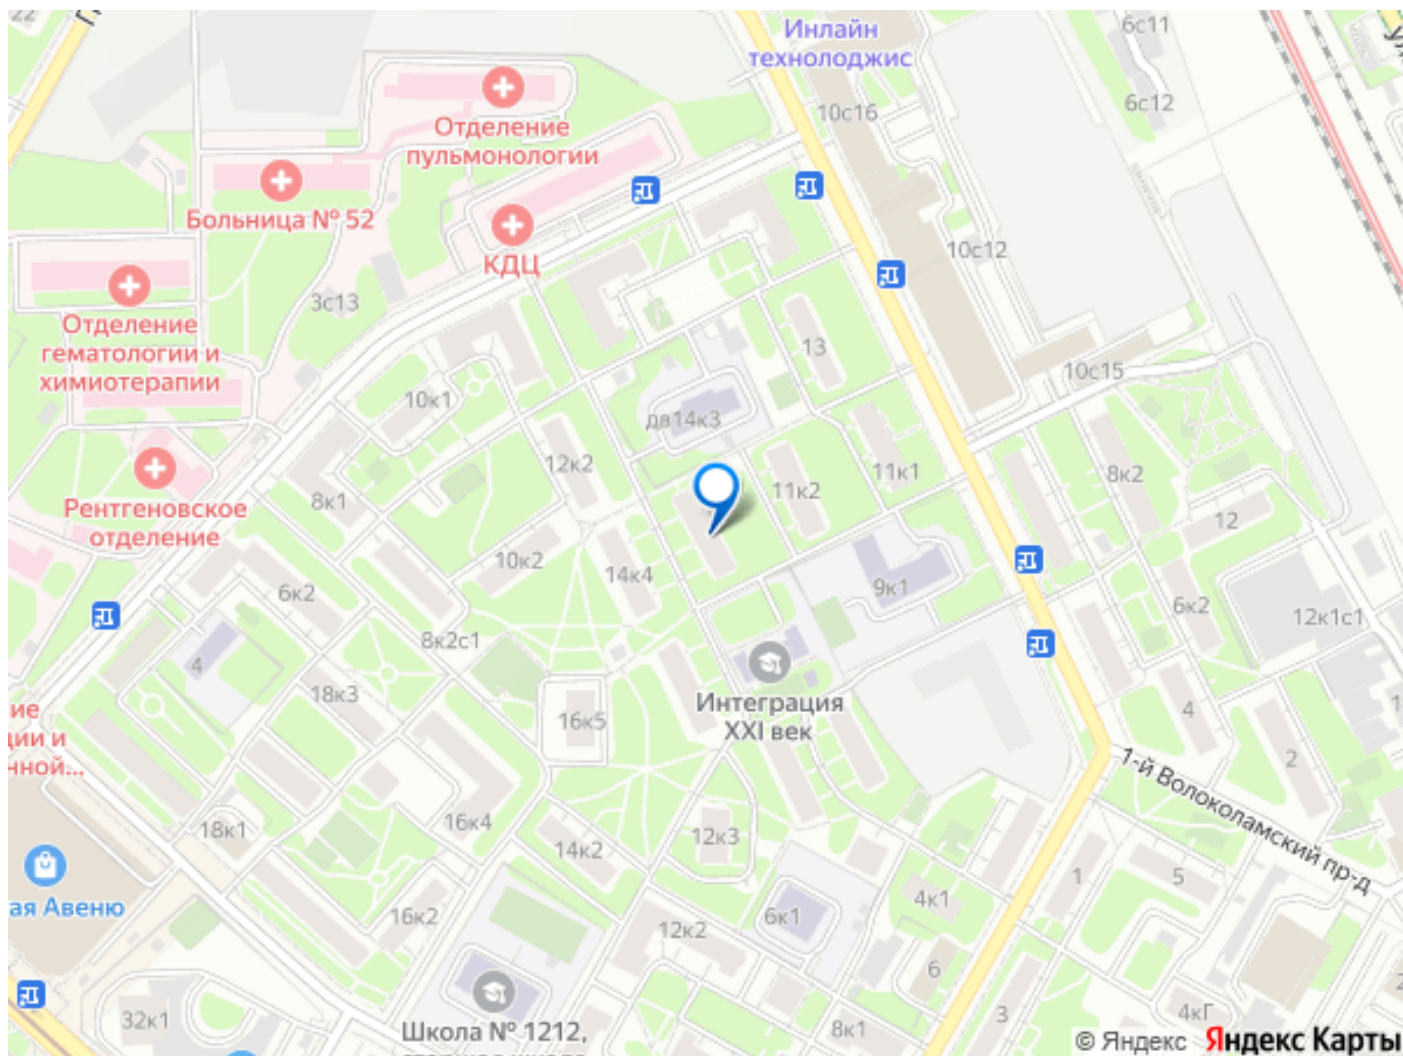 22
Инлайн
технолоджис
6с11
6с12
10с16
Отделение
пульмонологии
Больница № 52
КДЦ
10с12
3с13
Отделение
гематологии и
химиотерапии
13
10с15
10к1
дв14к3
12к2
11к1
8к2
8к1
11к2
12
Рентгеновское
отделение
10к2
14к4
9к1
6к2
6к2
12к1с1
8к2с1
4
18к3
Интеграция
XXI век
16к5
4
ие
ции и
нной...
2
1-й Волоколамский пр-д
18к1
16к4
14к2
12к3
1
5
ая Авеню
16к2
6к1
4к1
12к2
6
32к1
Школа № 1212,
старшая школа
8к1
3
4кГ
© Яндекс Яндекс Карты